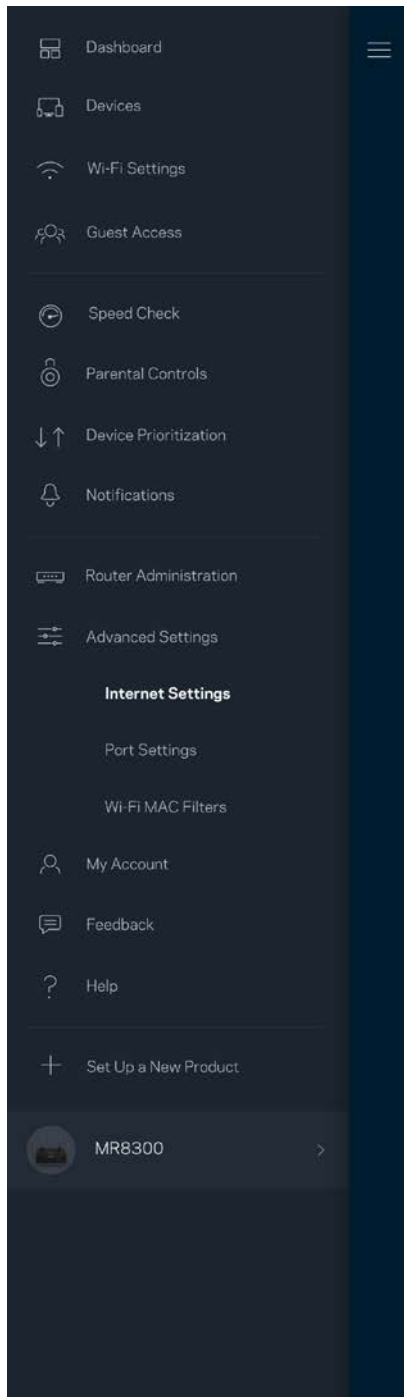 Dashboard
Devices
Wi-Fi Settings
Guest Access
Speed Check
Parental Controls
Device Prioritization
Notifications
Router Administration
Advanced Settings
Internet Settings
Port Settings
Wi-Fi MAC Filters
My Account
Feedback
Help
Set Up a New Product
MR8300